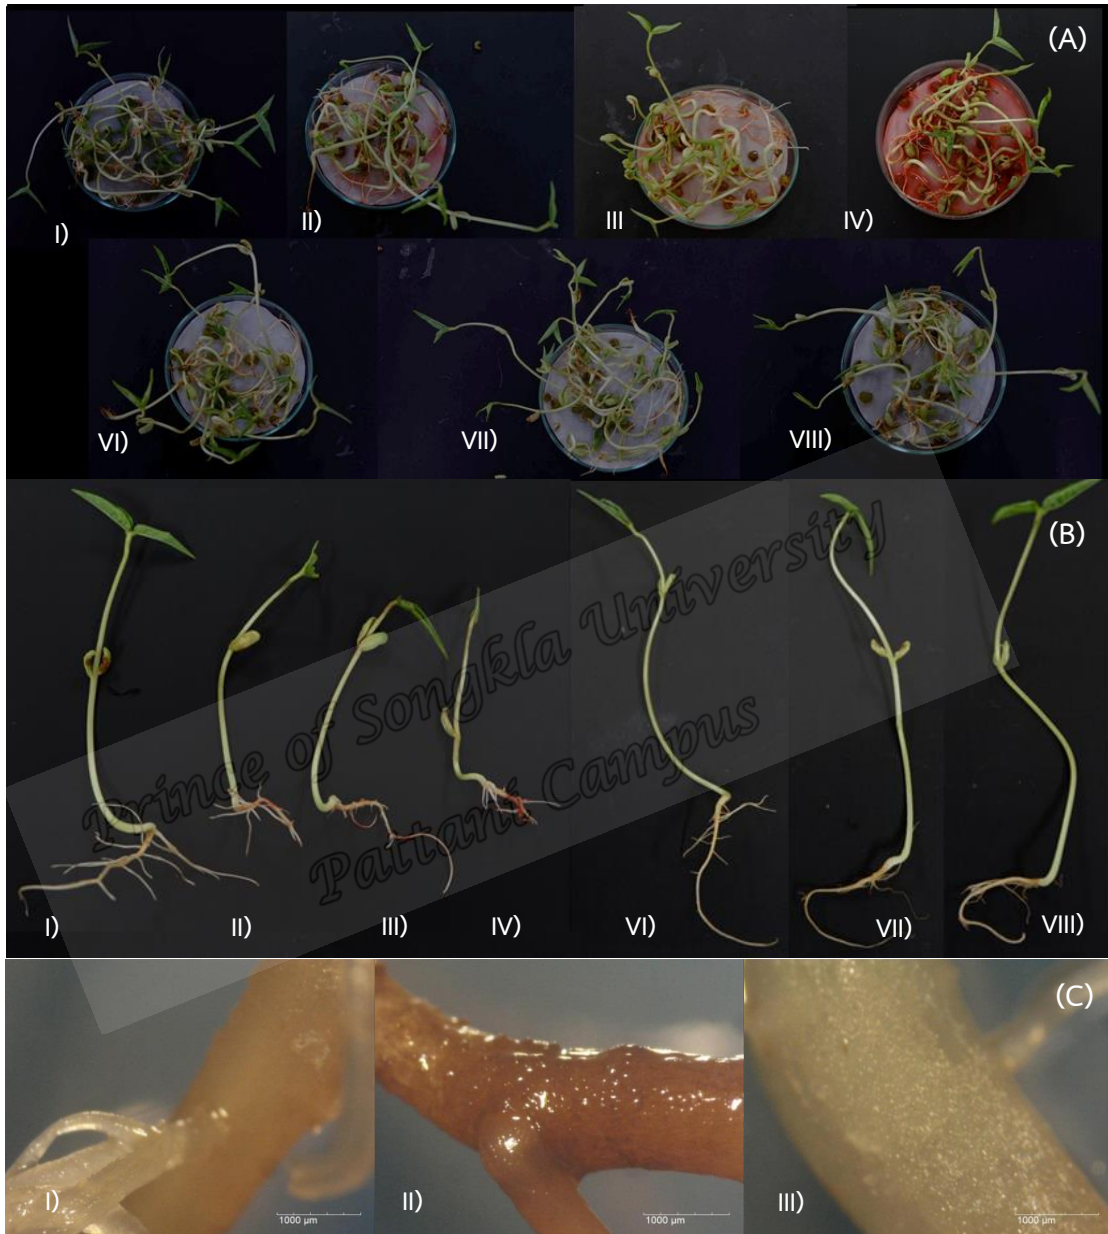 (A)
I)
II)
III
IV)
VI)
VII)
VIII)
(B)
Prince of Songkla University
Pattani Campus
I)
II)
III)
IV)
VI)
VII)
VIII)
(C)
I)
1000 µm
II)
1000 µm
III)
1000 µm